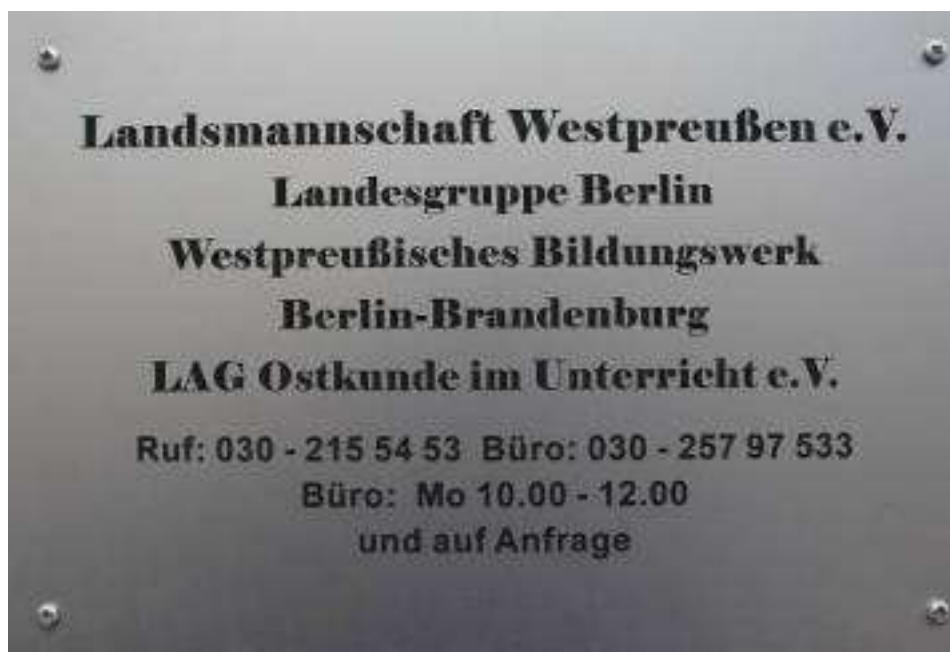 Landsmannschaft Westpreußen e.V.
Landesgruppe Berlin
Westpreußisches Bildungswerk
Berlin-Brandenburg
LAG Ostkunde im Unterricht e.V.
Ruf: 030 - 215 54 53 Büro: 030 - 257 97 533
Büro: Mo 10.00 - 12.00
und auf Anfrage